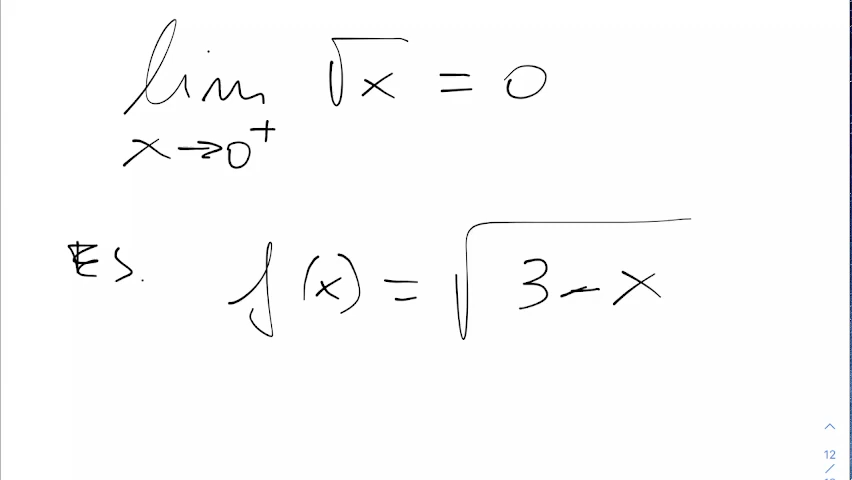 lim √x = 0
x→0⁺
ES. f(x) = √(3-x)
12
/